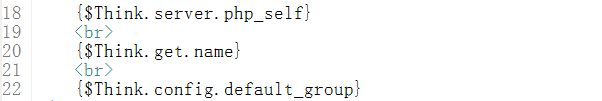 18 {$Think.server.php_self}
19 <br>
20 {$Think.get.name}
21 <br>
22 {$Think.config.default_group}